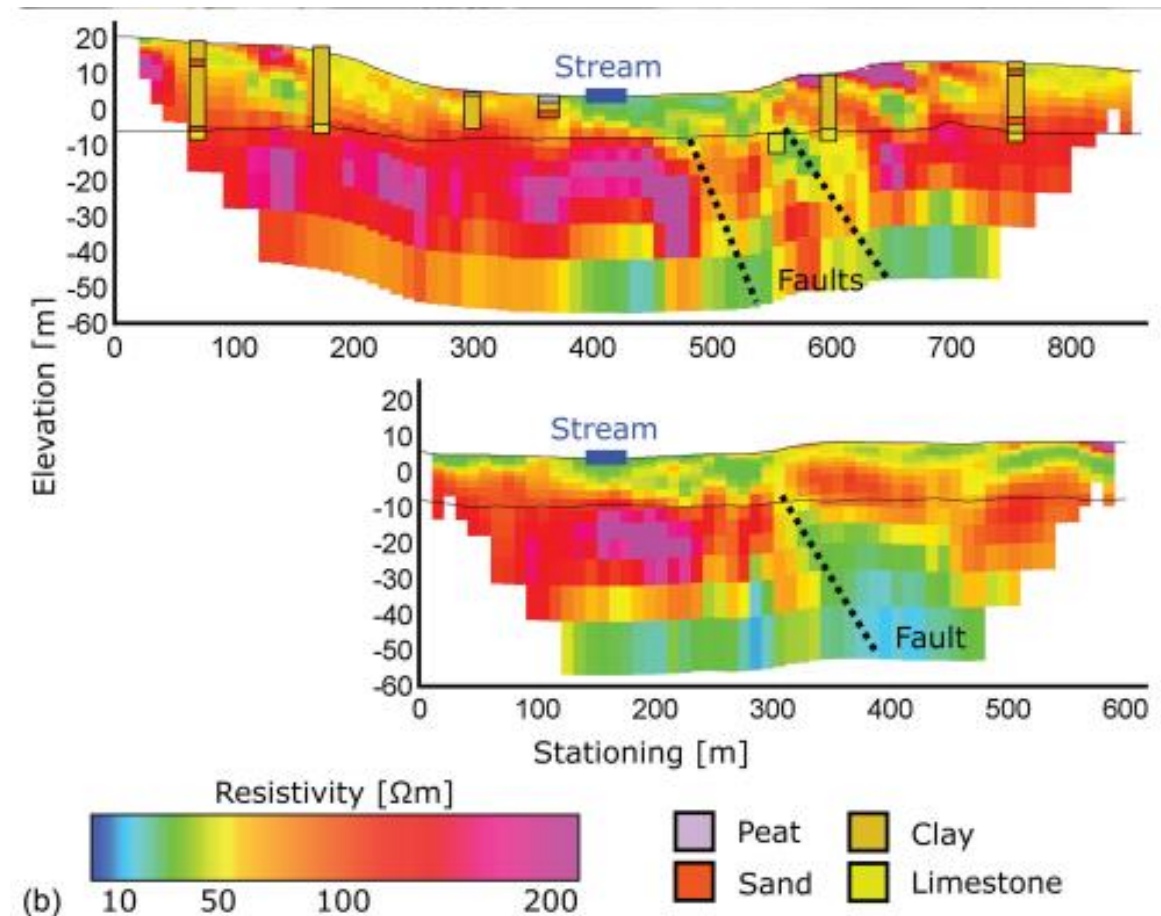 20
10
0
-10
-20
-30
-40
-50
-60
Stream
Faults
0 100 200 300 400 500 600 700 800
Elevation [m]
20
10
0
-10
-20
-30
-40
-50
-60
Stream
Fault
0 100 200 300 400 500 600
Stationing [m]
Resistivity [Ωm]
10 50 100 200
Peat
Clay
Sand
Limestone
(b)